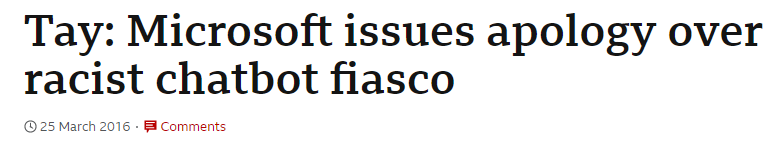 Tay: Microsoft issues apology over
racist chatbot fiasco
25 March 2016 · Comments